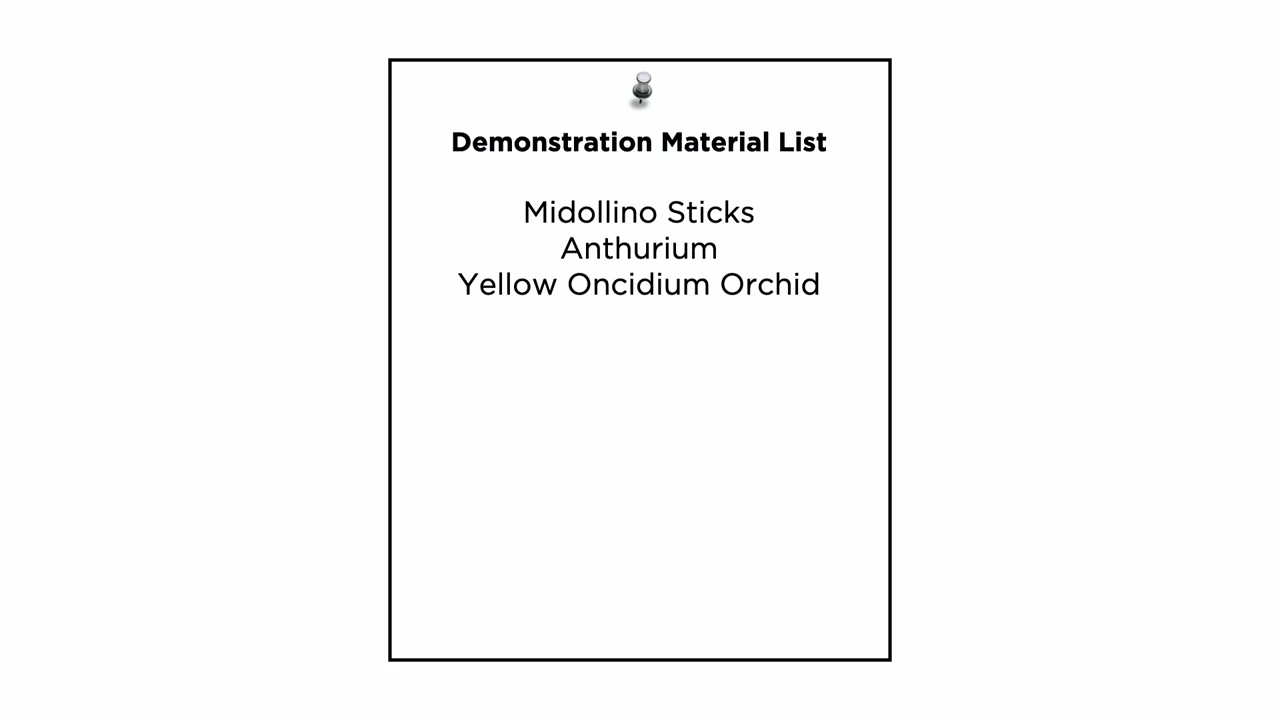 Demonstration Material List
Midollino Sticks
Anthurium
Yellow Oncidium Orchid